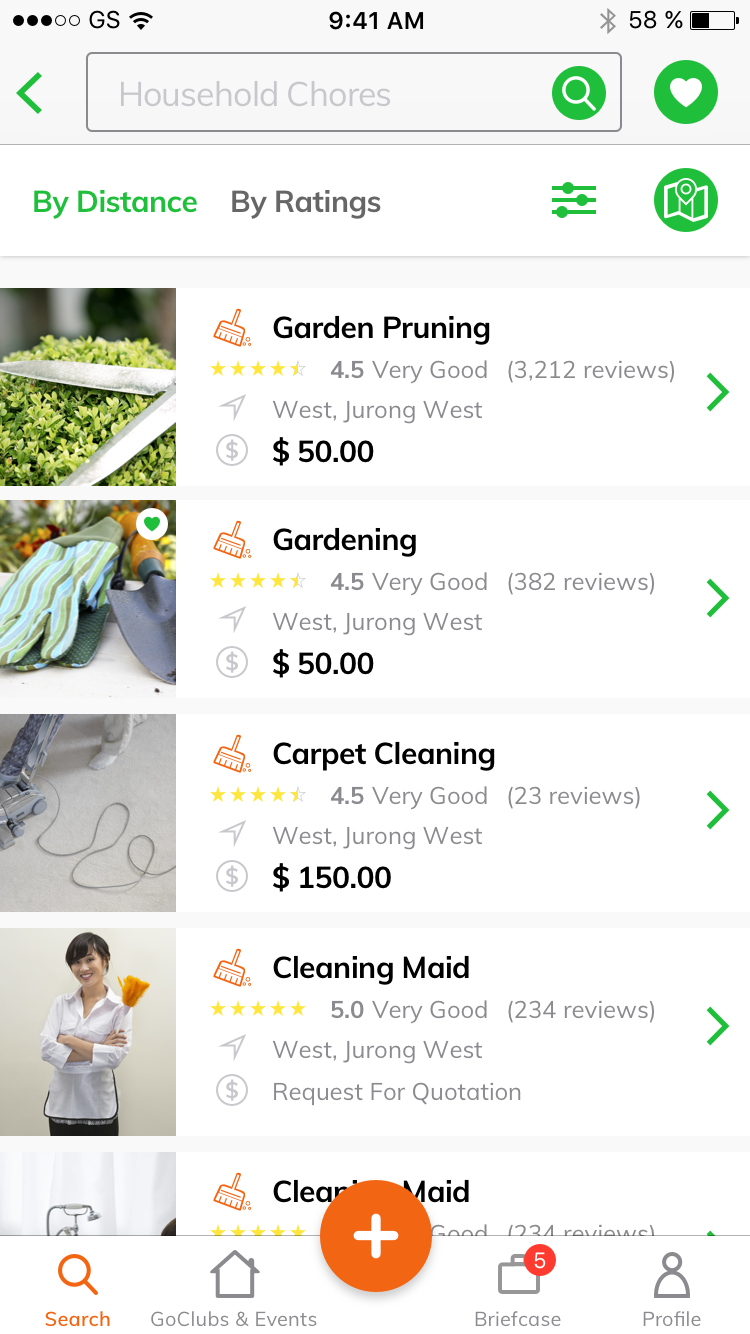 GS 9:41 AM 58 %
Household Chores
By Distance By Ratings
Garden Pruning
4.5 Very Good (3,212 reviews)
West, Jurong West
$ 50.00
Gardening
4.5 Very Good (382 reviews)
West, Jurong West
$ 50.00
Carpet Cleaning
4.5 Very Good (23 reviews)
West, Jurong West
$ 150.00
Cleaning Maid
5.0 Very Good (234 reviews)
West, Jurong West
Request For Quotation
Cleaning Maid
Good (234 reviews)
5
Search GoClubs & Events Briefcase Profile